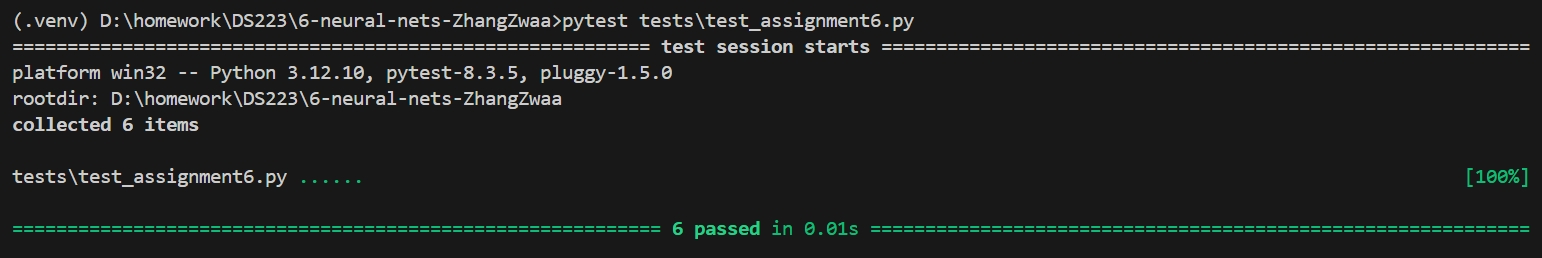 (.venv) D:\homework\DS223\6-neural-nets-ZhangZwaa>pytest tests\test_assignment6.py
========================================================== test session starts ===========================================================
platform win32 -- Python 3.12.10, pytest-8.3.5, pluggy-1.5.0
rootdir: D:\homework\DS223\6-neural-nets-ZhangZwaa
collected 6 items

tests\test_assignment6.py ...... [100%]

=========================================================== 6 passed in 0.01s ============================================================